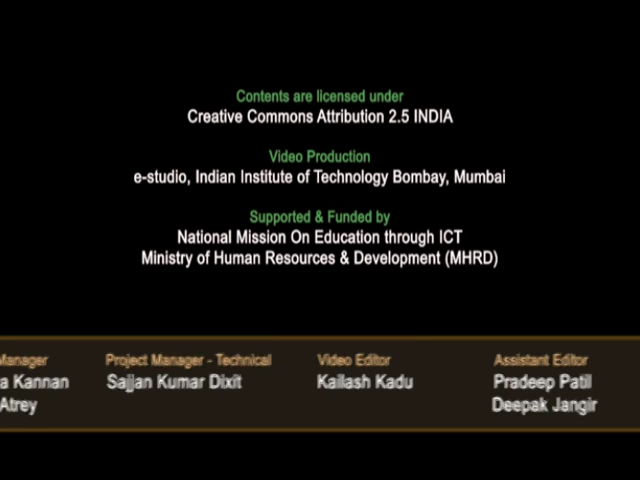 Contents are licensed under
Creative Commons Attribution 2.5 INDIA
Video Production
e-studio, Indian Institute of Technology Bombay, Mumbai
Supported & Funded by
National Mission On Education through ICT
Ministry of Human Resources & Development (MHRD)
Manager Project Manager - Technical Video Editor Assistant Editor
a Kannan Sajjan Kumar Dixit Kailash Kadu Pradeep Patil
Atrey Deepak Jangir